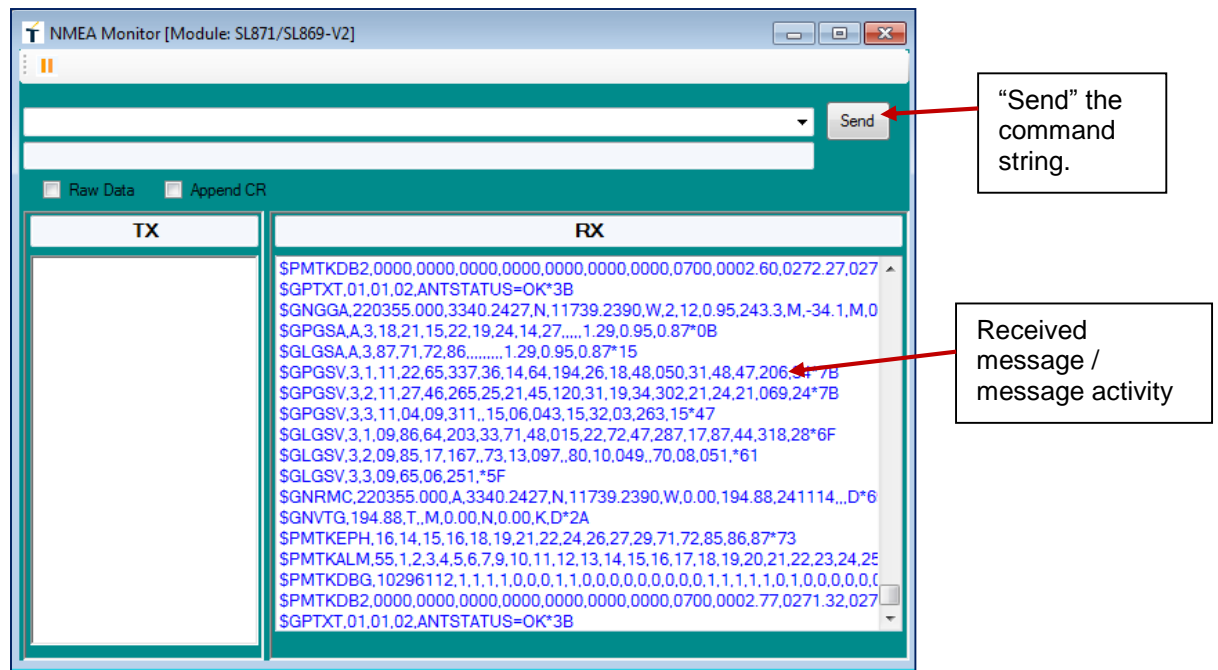 NMEA Monitor [Module: SL871/SL869-V2]
Send
Raw Data Append CR
TX
RX
$PMTKDB2,0000,0000,0000,0000,0000,0000,0000,0700,0002.60,0272.27,027
$GPTXT,01,01,02,ANTSTATUS=OK*3B
$GNGGA,220355.000,3340.2427,N,11739.2390,W,2,12,0.95,243.3,M,-34.1,M,0
$GPGSA,A,3,18,21,15,22,19,24,14,27,,,,,1.29,0.95,0.87*0B
$GLGSA,A,3,87,71,72,86,,,,,,,,,1.29,0.95,0.87*15
$GPGSV,3,1,11,22,65,337,36,14,64,194,26,18,48,050,31,48,47,206,34*7B
$GPGSV,3,2,11,27,46,265,25,21,45,120,31,19,34,302,21,24,21,069,24*7B
$GPGSV,3,3,11,04,09,311,,15,06,043,15,32,03,263,15*47
$GLGSV,3,1,09,86,64,203,33,71,48,015,22,72,47,287,17,87,44,318,28*6F
$GLGSV,3,2,09,85,17,167,,73,13,097,,80,10,049,,70,08,051,*61
$GLGSV,3,3,09,65,06,251,*5F
$GNRMC,220355.000,A,3340.2427,N,11739.2390,W,0.00,194.88,241114,,,D*6
$GNVTG,194.88,T,,M,0.00,N,0.00,K,D*2A
$PMTKEPH,16,14,15,16,18,19,21,22,24,26,27,29,71,72,85,86,87*73
$PMTKALM,55,1,2,3,4,5,6,7,9,10,11,12,13,14,15,16,17,18,19,20,21,22,23,24,25
$PMTKDBG,10296112,1,1,1,1,0,0,0,1,1,0,0,0,0,0,0,0,0,0,1,1,1,1,1,0,1,0,0,0,0,0,0
$PMTKDB2,0000,0000,0000,0000,0000,0000,0000,0700,0002.77,0271.32,027
$GPTXT,01,01,02,ANTSTATUS=OK*3B
“Send” the
command
string.
Received
message /
message activity